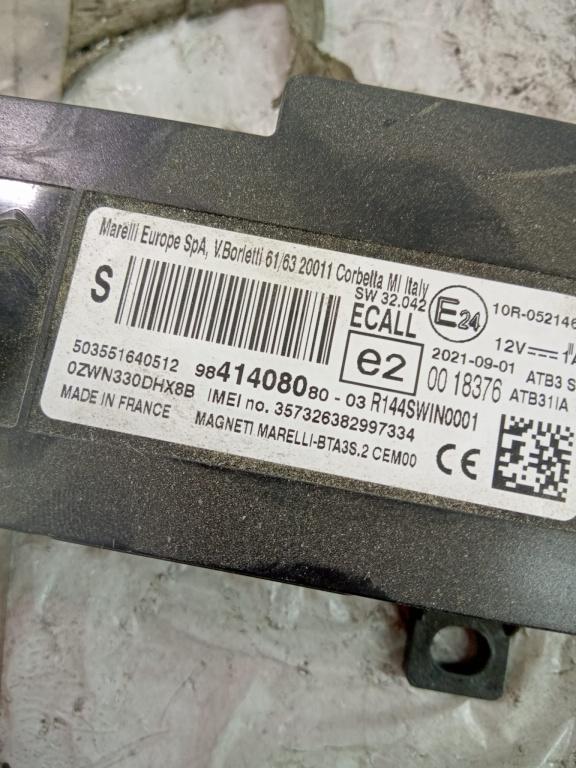 Marelli Europe SpA, V.Borletti 61/63 20011 Corbetta MI Italy
S
SW 32.042
ECALL
E24
10R-052146
12V 1A
503551640512
0ZWN330DHX8B
MADE IN FRANCE
9841408080-03
R144SWIN0001
e2
2021-09-01
00 18376
ATB3 S
ATB31IA
IMEI no. 357326382997334
MAGNETI MARELLI-BTA3S.2 CEM00
CE